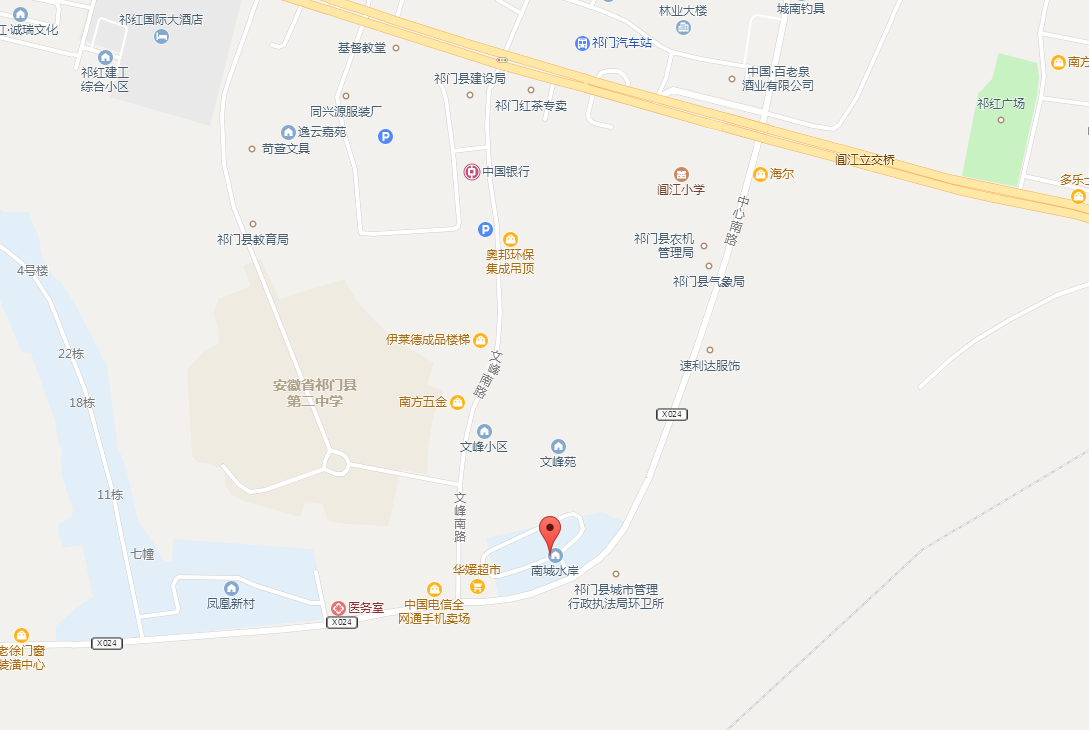 林业大楼
城南钓具
祁红国际大酒店
江·诚瑞文化
祁门汽车站
基督教堂
南方
祁红建工
综合小区
祁门县建设局
中国·百老泉
酒业有限公司
祁门红茶专卖
祁红广场
同兴源服装厂
逸云嘉苑
苛萱文具
阊江立交桥
中国银行
海尔
阊江小学
多乐士
中心南路
祁门县教育局
祁门县农机
管理局
奥邦环保
集成吊顶
4号楼
祁门县气象局
伊莱德成品楼梯
22栋
文峰南路
速利达服饰
安徽省祁门县
第二中学
18栋
南方五金
X024
文峰小区
文峰苑
11栋
文峰南路
七幢
华媛超市
南城水岸
祁门县城市管理
行政执法局环卫所
凤凰新村
医务室
中国电信全
网通手机卖场
X024
X024
老徐门窗
装潢中心